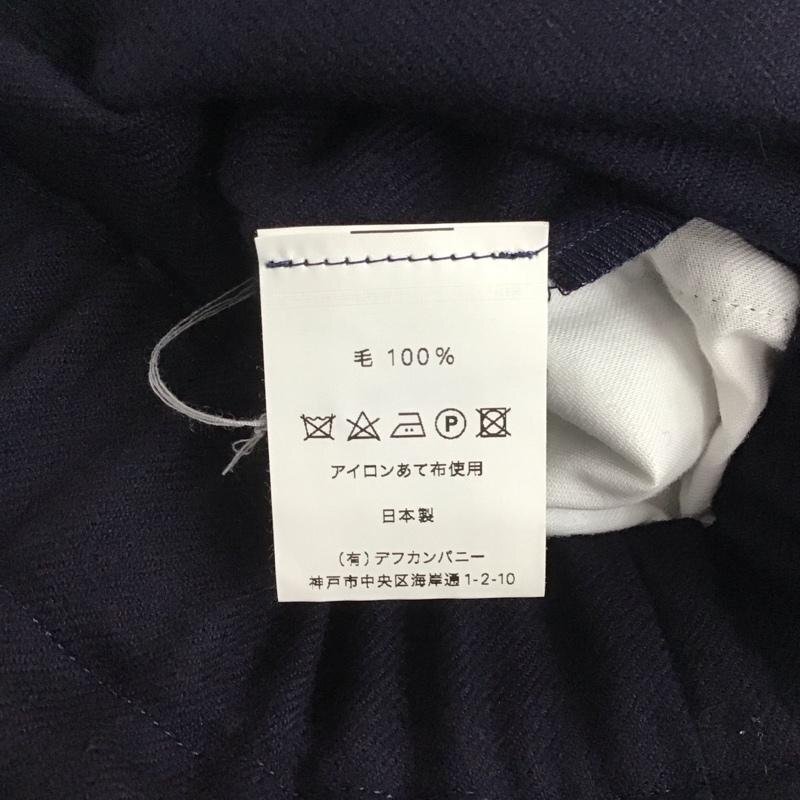 毛 100%
P
アイロンあて布使用
日本製
(有)デフカンパニー
神戸市中央区海岸通1-2-10